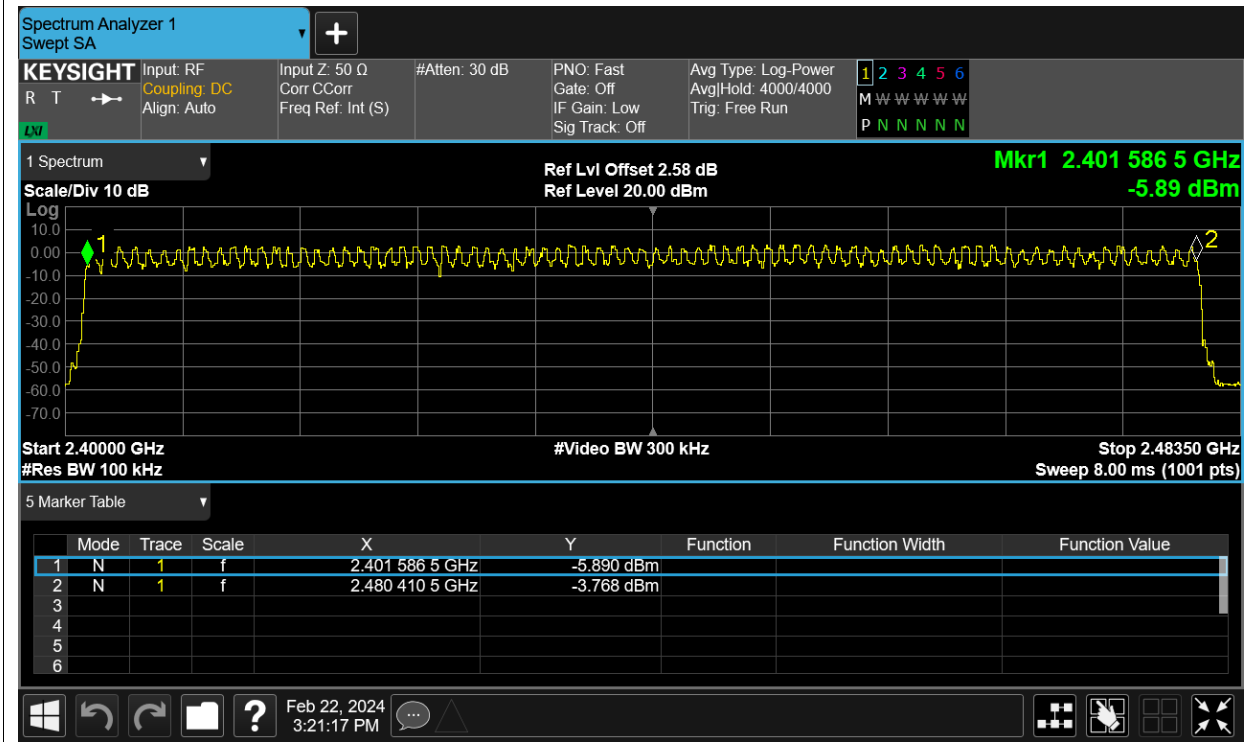 Spectrum Analyzer 1
Swept SA
KEYSIGHT
R T
LXI
Input: RF
Coupling: DC
Align: Auto
Input Z: 50 Ω
Corr CCorr
Freq Ref: Int (S)
#Atten: 30 dB
PNO: Fast
Gate: Off
IF Gain: Low
Sig Track: Off
Avg Type: Log-Power
Avg|Hold: 4000/4000
Trig: Free Run
1 2 3 4 5 6
M W W W W W
P N N N N N
1 Spectrum
Scale/Div 10 dB
Log
Ref Lvl Offset 2.58 dB
Ref Level 20.00 dBm
Mkr1 2.401 586 5 GHz
-5.89 dBm
10.0
0.00
-10.0
-20.0
-30.0
-40.0
-50.0
-60.0
-70.0
1
2
Start 2.40000 GHz
#Res BW 100 kHz
#Video BW 300 kHz
Stop 2.48350 GHz
Sweep 8.00 ms (1001 pts)
5 Marker Table
Mode Trace Scale X Y Function Function Width Function Value
1 N 1 f 2.401 586 5 GHz -5.890 dBm
2 N 1 f 2.480 410 5 GHz -3.768 dBm
3
4
5
6
?
Feb 22, 2024
3:21:17 PM